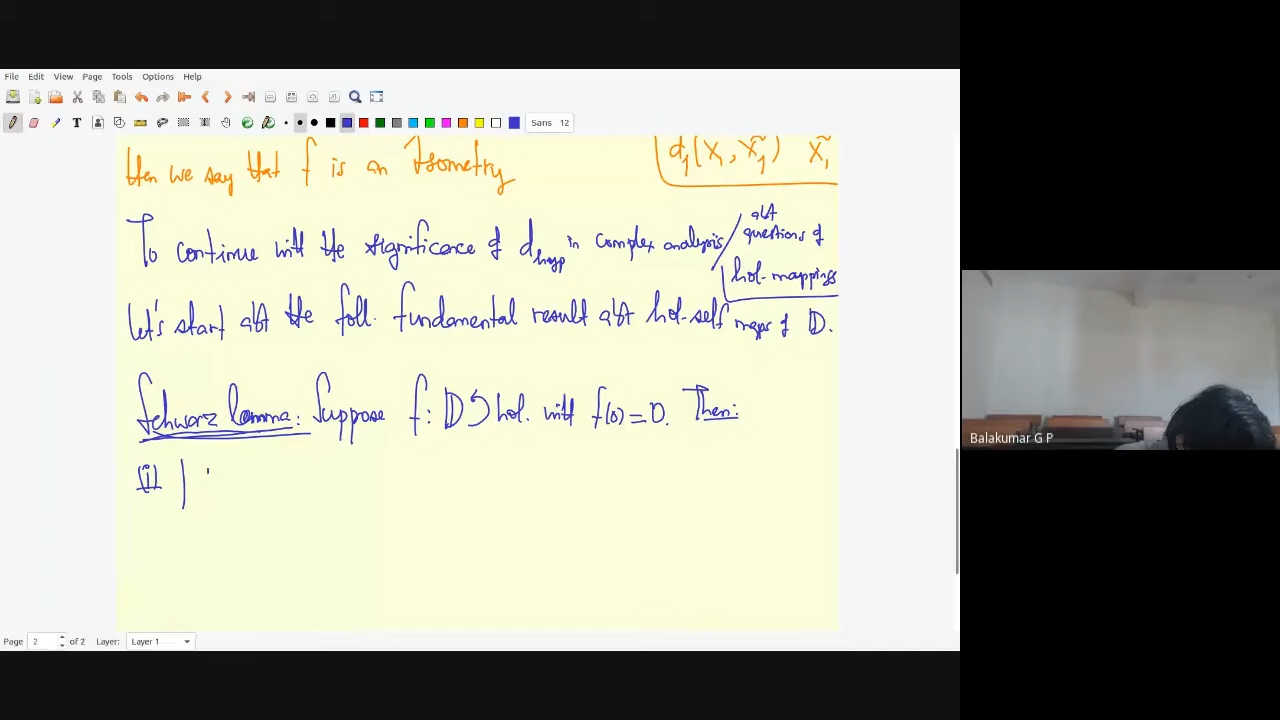 File Edit View Page Tools Options Help
Sans 12
then we say that f is an Isometry
d₁(X₁, X̃₁) X̃₁
To continue with the significance of d_hyp in complex analysis / abt questions of hol-mappings
Let's start abt the foll. fundamental result abt hol-self maps of 𝔻.
Schwarz Lemma: Suppose f: 𝔻 ↺ hol. with f(0) = 0. Then:
(i) |
Balakumar G P
Page 2 of 2 Layer: Layer 1